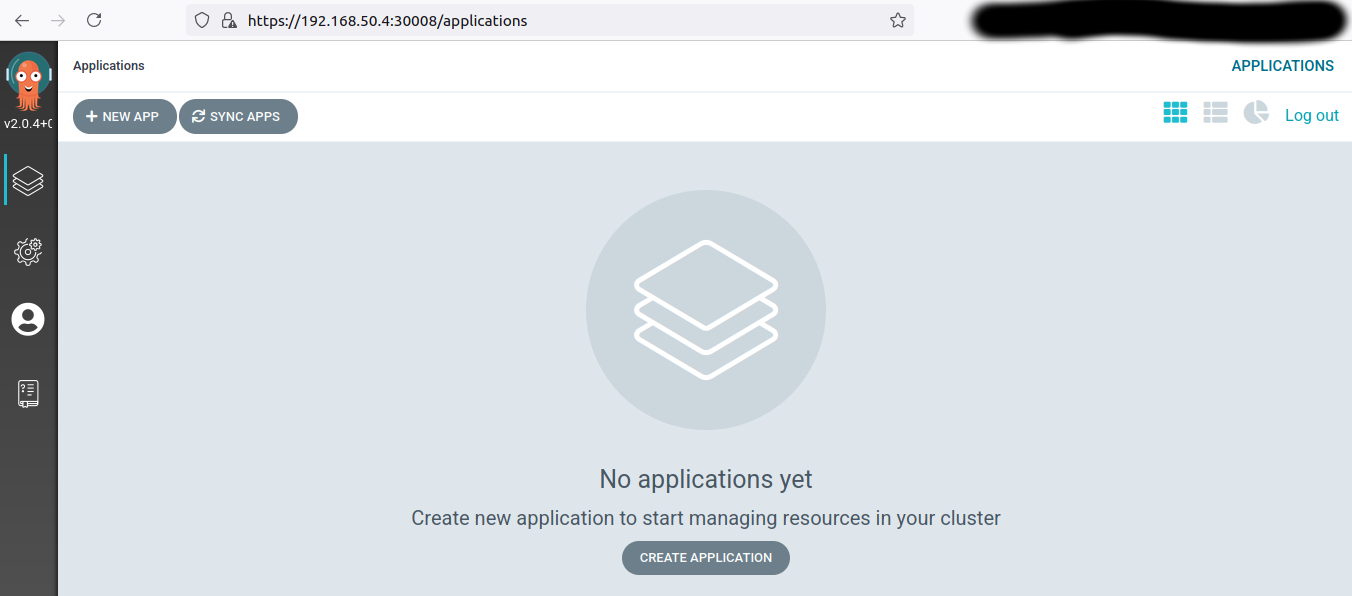 https://192.168.50.4:30008/applications
Applications
APPLICATIONS
v2.0.4+0
NEW APP
SYNC APPS
Log out
No applications yet
Create new application to start managing resources in your cluster
CREATE APPLICATION